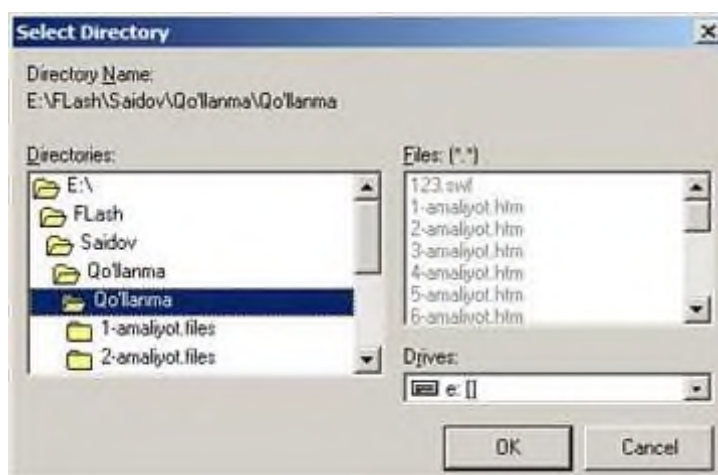 Select Directory
Directory Name:
E:\FLash\Saidov\Qo'llanma\Qo'llanma
Directories:
E:\
FLash
Saidov
Qo'llanma
Qo'llanma
1-amaliyot.files
2-amaliyot.files
Files: (*.*)
123.swf
1-amaliyot.htm
2-amaliyot.htm
3-amaliyot.htm
4-amaliyot.htm
5-amaliyot.htm
6-amaliyot.htm
Drives:
e: []
OK
Cancel